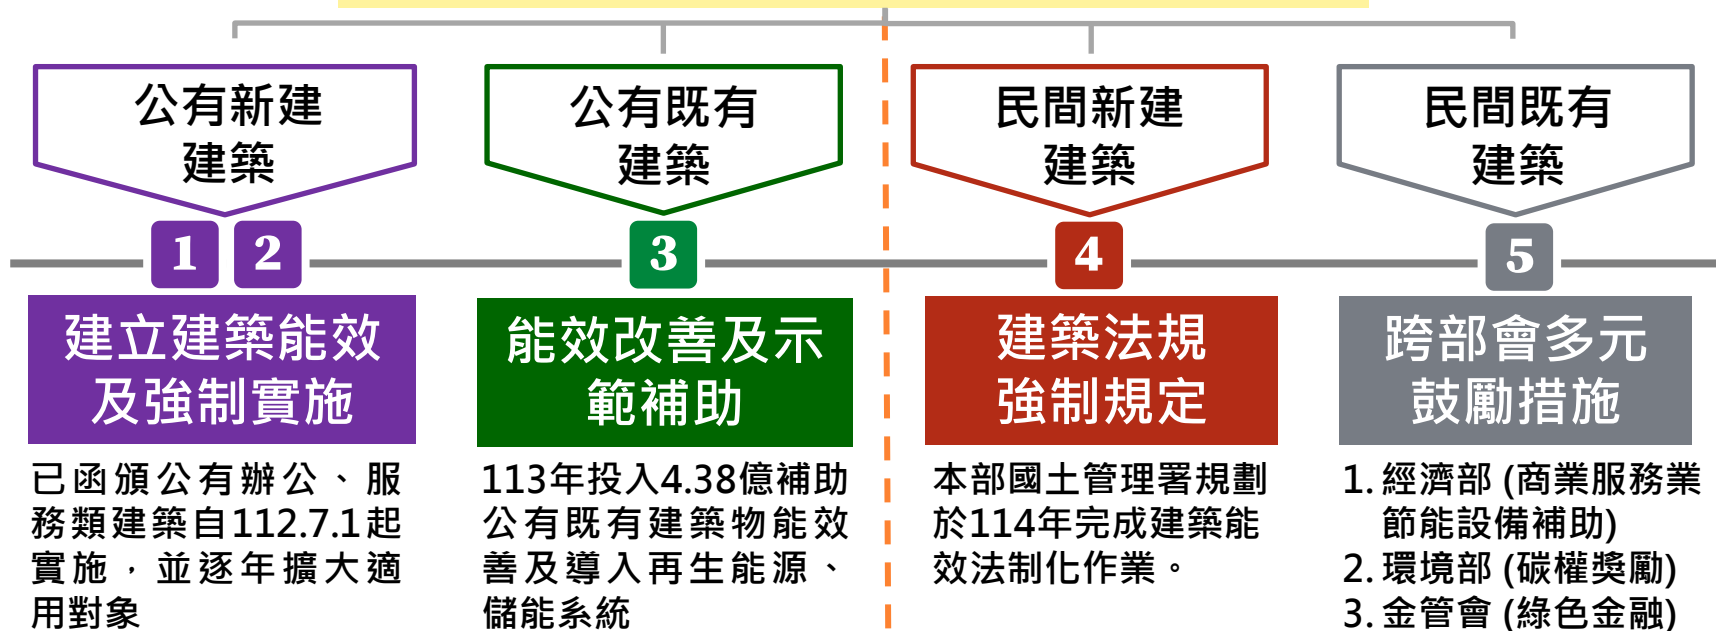 公有新建
建築
公有既有
建築
民間新建
建築
民間既有
建築
1
2
3
4
5
建立建築能效
及強制實施
能效改善及示
範補助
建築法規
強制規定
跨部會多元
鼓勵措施
已函頒公有辦公、服
務類建築自112.7.1起
實施，並逐年擴大適
用對象
113年投入4.38億補助
公有既有建築物能效
善及導入再生能源、
儲能系統
本部國土管理署規劃
於114年完成建築能
效法制化作業。
1. 經濟部 (商業服務業
節能設備補助)
2. 環境部 (碳權獎勵)
3. 金管會 (綠色金融)